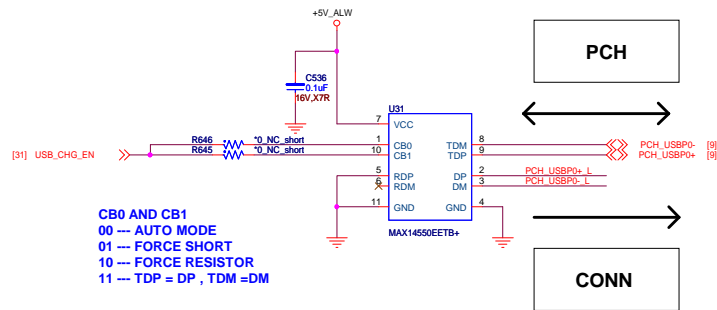 +5V_ALW
PCH
C536
0.1uF
16V,X7R
U31
7 VCC
R646 *0_NC_short 1 CB0 TDM 8 PCH_USBP0- [9]
[31] USB_CHG_EN R645 *0_NC_short 10 CB1 TDP 9 PCH_USBP0+ [9]
5 RDP DP 2 PCH_USBP0+_L
6 RDM DM 3 PCH_USBP0-_L
11 GND GND 4
MAX14550EETB+
CB0 AND CB1
00 --- AUTO MODE
01 --- FORCE SHORT
10 --- FORCE RESISTOR
11 --- TDP = DP , TDM =DM
CONN